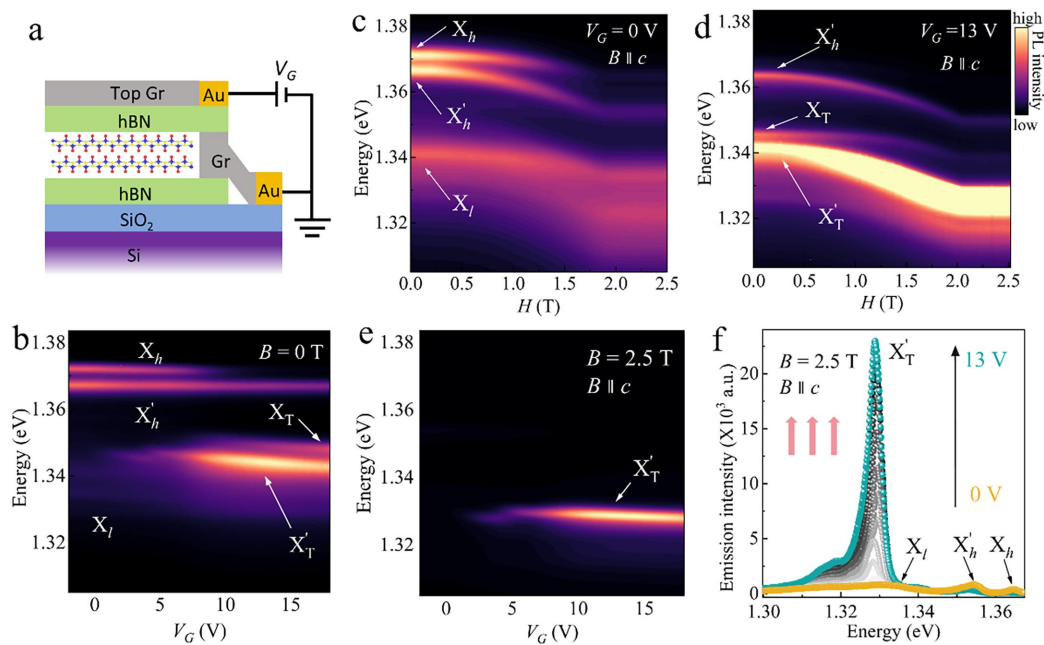 a
V_G
Top Gr
Au
hBN
Gr
Au
hBN
SiO₂
Si
c
X_h
V_G = 0 V
B ∥ c
X'_h
X_l
Energy (eV)
1.38
1.36
1.34
1.32
0.0 0.5 1.0 1.5 2.0 2.5
H (T)
d
X'_h
V_G =13 V
B ∥ c
X_T
X'_T
Energy (eV)
1.38
1.36
1.34
1.32
0.0 0.5 1.0 1.5 2.0 2.5
H (T)
high
PL intensity
low
b
X_h
B = 0 T
X'_h
X_T
X_l
X'_T
Energy (eV)
1.38
1.36
1.34
1.32
0 5 10 15
V_G (V)
e
B = 2.5 T
B ∥ c
X'_T
Energy (eV)
1.38
1.36
1.34
1.32
0 5 10 15
V_G (V)
f
B = 2.5 T
B ∥ c
X'_T
13 V
0 V
X_l
X'_h
X_h
Emission intensity (X10³ a.u.)
20
15
10
5
0
1.30 1.32 1.34 1.36
Energy (eV)